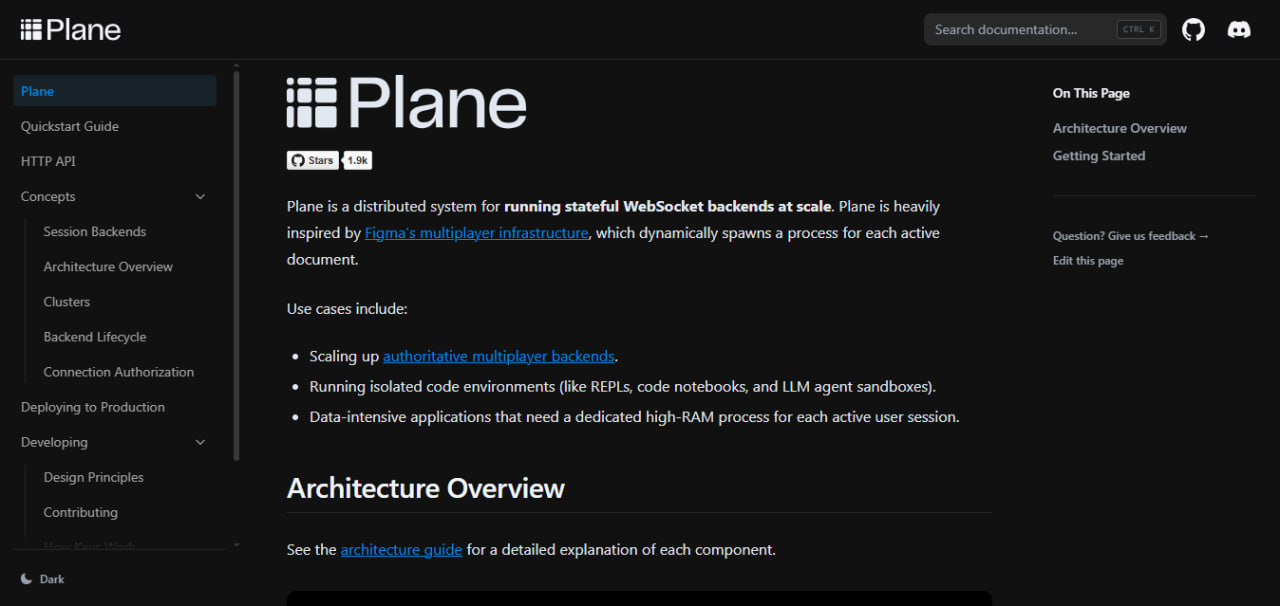 Plane
Search documentation...
CTRL K
Plane
Quickstart Guide
HTTP API
Concepts
Session Backends
Architecture Overview
Clusters
Backend Lifecycle
Connection Authorization
Deploying to Production
Developing
Design Principles
Contributing
How Keys Work
Dark
Plane
Stars 1.9k
Plane is a distributed system for running stateful WebSocket backends at scale. Plane is heavily
inspired by Figma's multiplayer infrastructure, which dynamically spawns a process for each active
document.
Use cases include:
• Scaling up authoritative multiplayer backends.
• Running isolated code environments (like REPLs, code notebooks, and LLM agent sandboxes).
• Data-intensive applications that need a dedicated high-RAM process for each active user session.
Architecture Overview
See the architecture guide for a detailed explanation of each component.
On This Page
Architecture Overview
Getting Started
Question? Give us feedback →
Edit this page